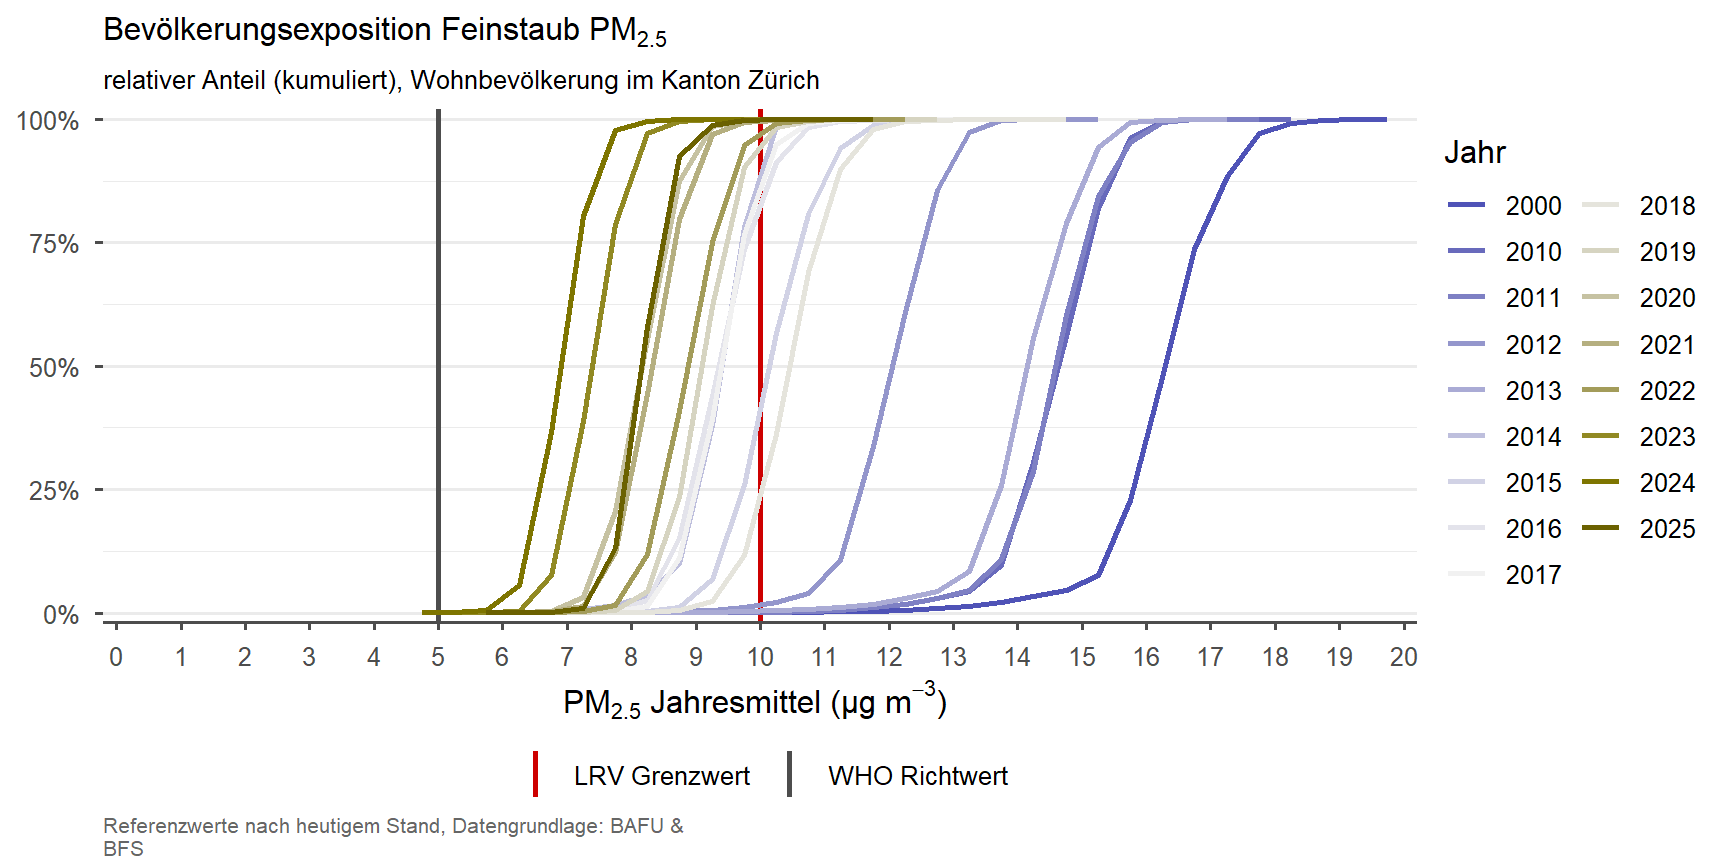 Bevölkerungsexposition Feinstaub PM2.5
relativer Anteil (kumuliert), Wohnbevölkerung im Kanton Zürich
100%
75%
50%
25%
0%
0 1 2 3 4 5 6 7 8 9 10 11 12 13 14 15 16 17 18 19 20
PM2.5 Jahresmittel (µg m−3)
Jahr
2000 2018
2010 2019
2011 2020
2012 2021
2013 2022
2014 2023
2015 2024
2016 2025
2017
LRV Grenzwert WHO Richtwert
Referenzwerte nach heutigem Stand, Datengrundlage: BAFU &
BFS